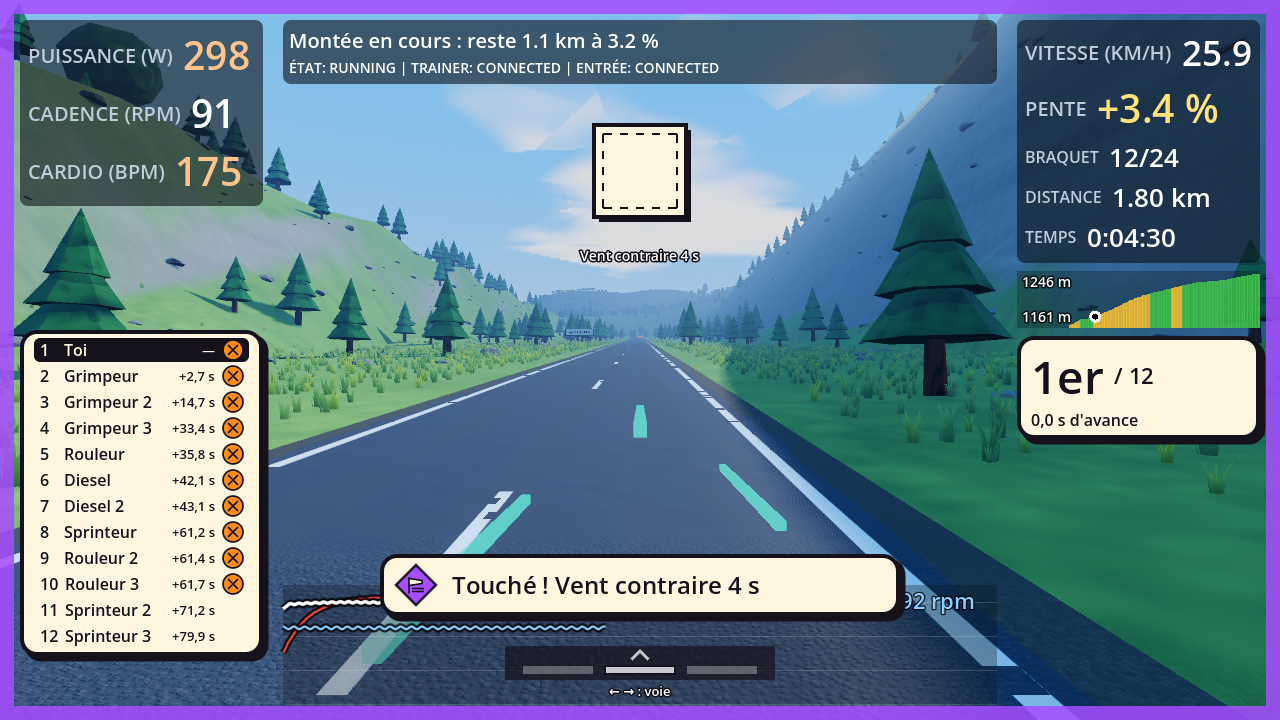 PUISSANCE (W) 298
CADENCE (RPM) 91
CARDIO (BPM) 175
Montée en cours : reste 1.1 km à 3.2 %
ÉTAT: RUNNING | TRAINER: CONNECTED | ENTRÉE: CONNECTED
VITESSE (KM/H) 25.9
PENTE +3.4 %
BRAQUET 12/24
DISTANCE 1.80 km
TEMPS 0:04:30
1246 m
1161 m
Vent contraire 4 s
1er / 12
0,0 s d'avance
1 Toi —
2 Grimpeur +2,7 s
3 Grimpeur 2 +14,7 s
4 Grimpeur 3 +33,4 s
5 Rouleur +35,8 s
6 Diesel +42,1 s
7 Diesel 2 +43,1 s
8 Sprinteur +61,2 s
9 Rouleur 2 +61,4 s
10 Rouleur 3 +61,7 s
11 Sprinteur 2 +71,2 s
12 Sprinteur 3 +79,9 s
Touché ! Vent contraire 4 s
92 rpm
← → : voie